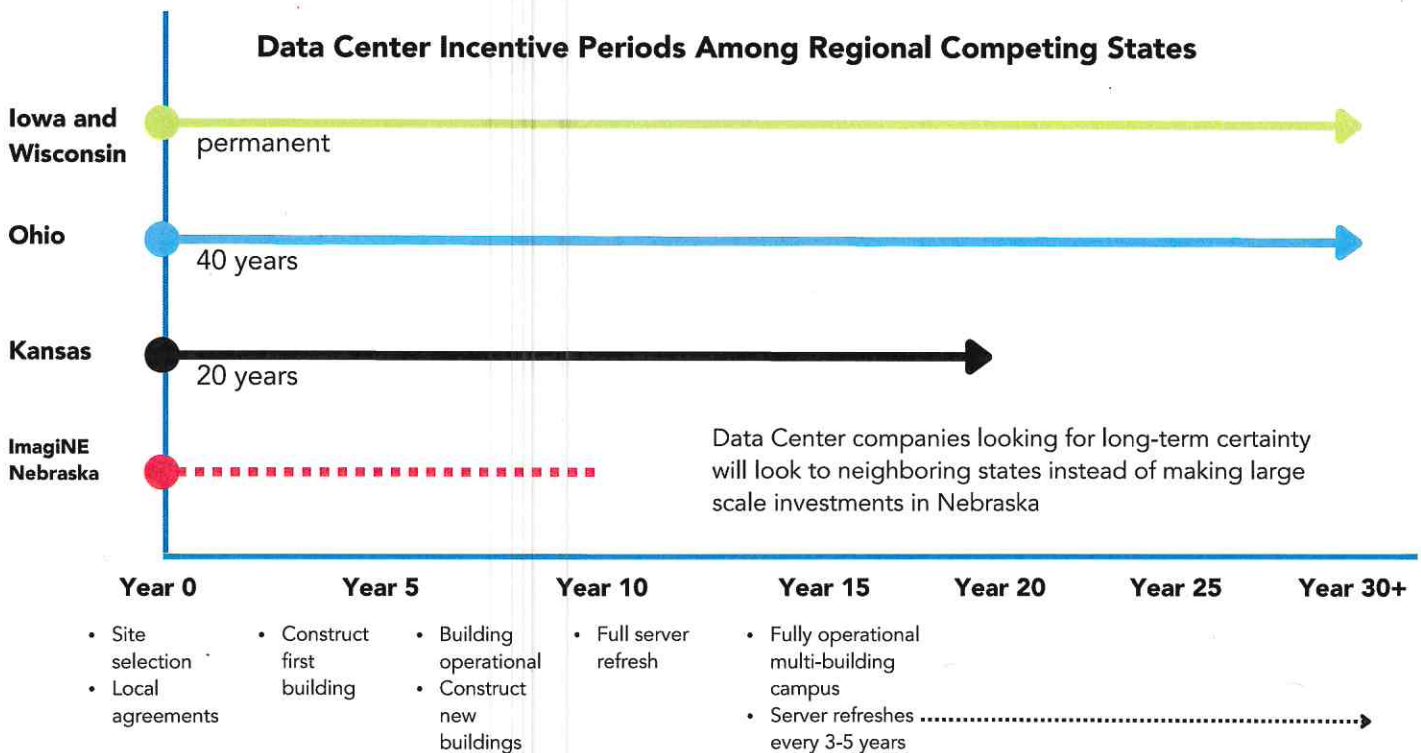 Data Center Incentive Periods Among Regional Competing States
Iowa and
Wisconsin
permanent
Ohio
40 years
Kansas
20 years
ImagiNE
Nebraska
Data Center companies looking for long-term certainty
will look to neighboring states instead of making large
scale investments in Nebraska
Year 0 Year 5 Year 10 Year 15 Year 20 Year 25 Year 30+
• Site
selection
• Local
agreements
• Construct
first
building
• Building
operational
• Construct
new
buildings
• Full server
refresh
• Fully operational
multi-building
campus
• Server refreshes
every 3-5 years